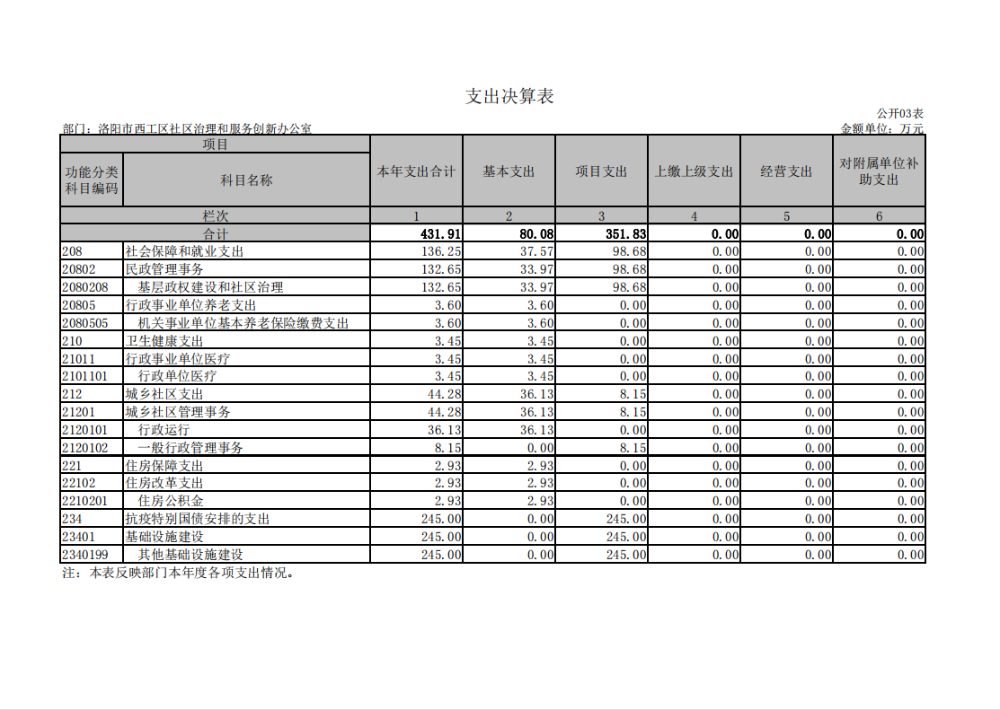 支出决算表
公开03表
部门：洛阳市西工区社区治理和服务创新办公室 金额单位：万元
项目 本年支出合计 基本支出 项目支出 上缴上级支出 经营支出 对附属单位补助支出
功能分类科目编码 科目名称
栏次 1 2 3 4 5 6
合计 431.91 80.08 351.83 0.00 0.00 0.00
208 社会保障和就业支出 136.25 37.57 98.68 0.00 0.00 0.00
20802 民政管理事务 132.65 33.97 98.68 0.00 0.00 0.00
2080208 基层政权建设和社区治理 132.65 33.97 98.68 0.00 0.00 0.00
20805 行政事业单位养老支出 3.60 3.60 0.00 0.00 0.00 0.00
2080505 机关事业单位基本养老保险缴费支出 3.60 3.60 0.00 0.00 0.00 0.00
210 卫生健康支出 3.45 3.45 0.00 0.00 0.00 0.00
21011 行政事业单位医疗 3.45 3.45 0.00 0.00 0.00 0.00
2101101 行政单位医疗 3.45 3.45 0.00 0.00 0.00 0.00
212 城乡社区支出 44.28 36.13 8.15 0.00 0.00 0.00
21201 城乡社区管理事务 44.28 36.13 8.15 0.00 0.00 0.00
2120101 行政运行 36.13 36.13 0.00 0.00 0.00 0.00
2120102 一般行政管理事务 8.15 0.00 8.15 0.00 0.00 0.00
221 住房保障支出 2.93 2.93 0.00 0.00 0.00 0.00
22102 住房改革支出 2.93 2.93 0.00 0.00 0.00 0.00
2210201 住房公积金 2.93 2.93 0.00 0.00 0.00 0.00
234 抗疫特别国债安排的支出 245.00 0.00 245.00 0.00 0.00 0.00
23401 基础设施建设 245.00 0.00 245.00 0.00 0.00 0.00
2340199 其他基础设施建设 245.00 0.00 245.00 0.00 0.00 0.00
注：本表反映部门本年度各项支出情况。